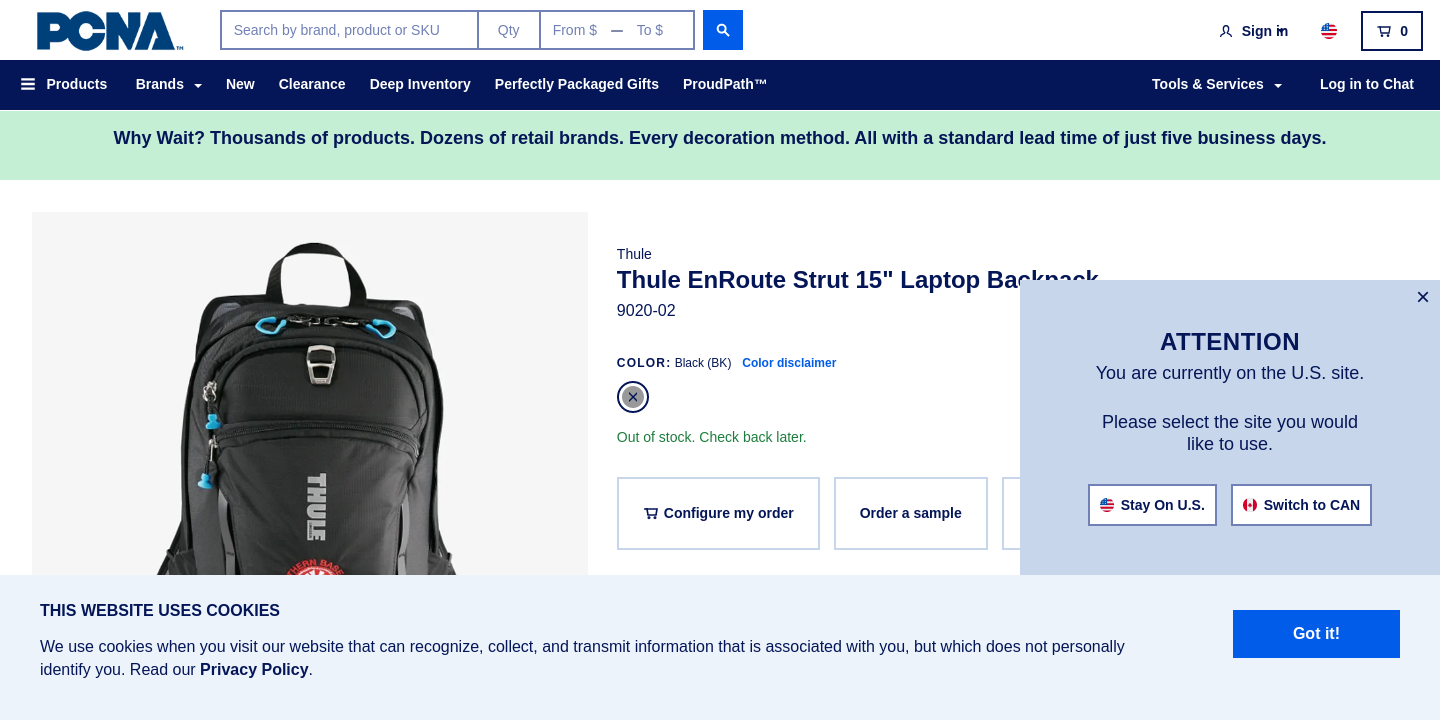 PCNA™
Search by brand, product or SKU
Qty
From $ — To $
Sign in
0
Products
Brands
New
Clearance
Deep Inventory
Perfectly Packaged Gifts
ProudPath™
Tools & Services
Log in to Chat
Why Wait? Thousands of products. Dozens of retail brands. Every decoration method. All with a standard lead time of just five business days.
THULE
Thule
Thule EnRoute Strut 15" Laptop Backpack
9020-02
COLOR: Black (BK) Color disclaimer
Out of stock. Check back later.
Configure my order
Order a sample
ATTENTION
You are currently on the U.S. site.
Please select the site you would
like to use.
Stay On U.S.
Switch to CAN
THIS WEBSITE USES COOKIES
We use cookies when you visit our website that can recognize, collect, and transmit information that is associated with you, but which does not personally
identify you. Read our Privacy Policy.
Got it!